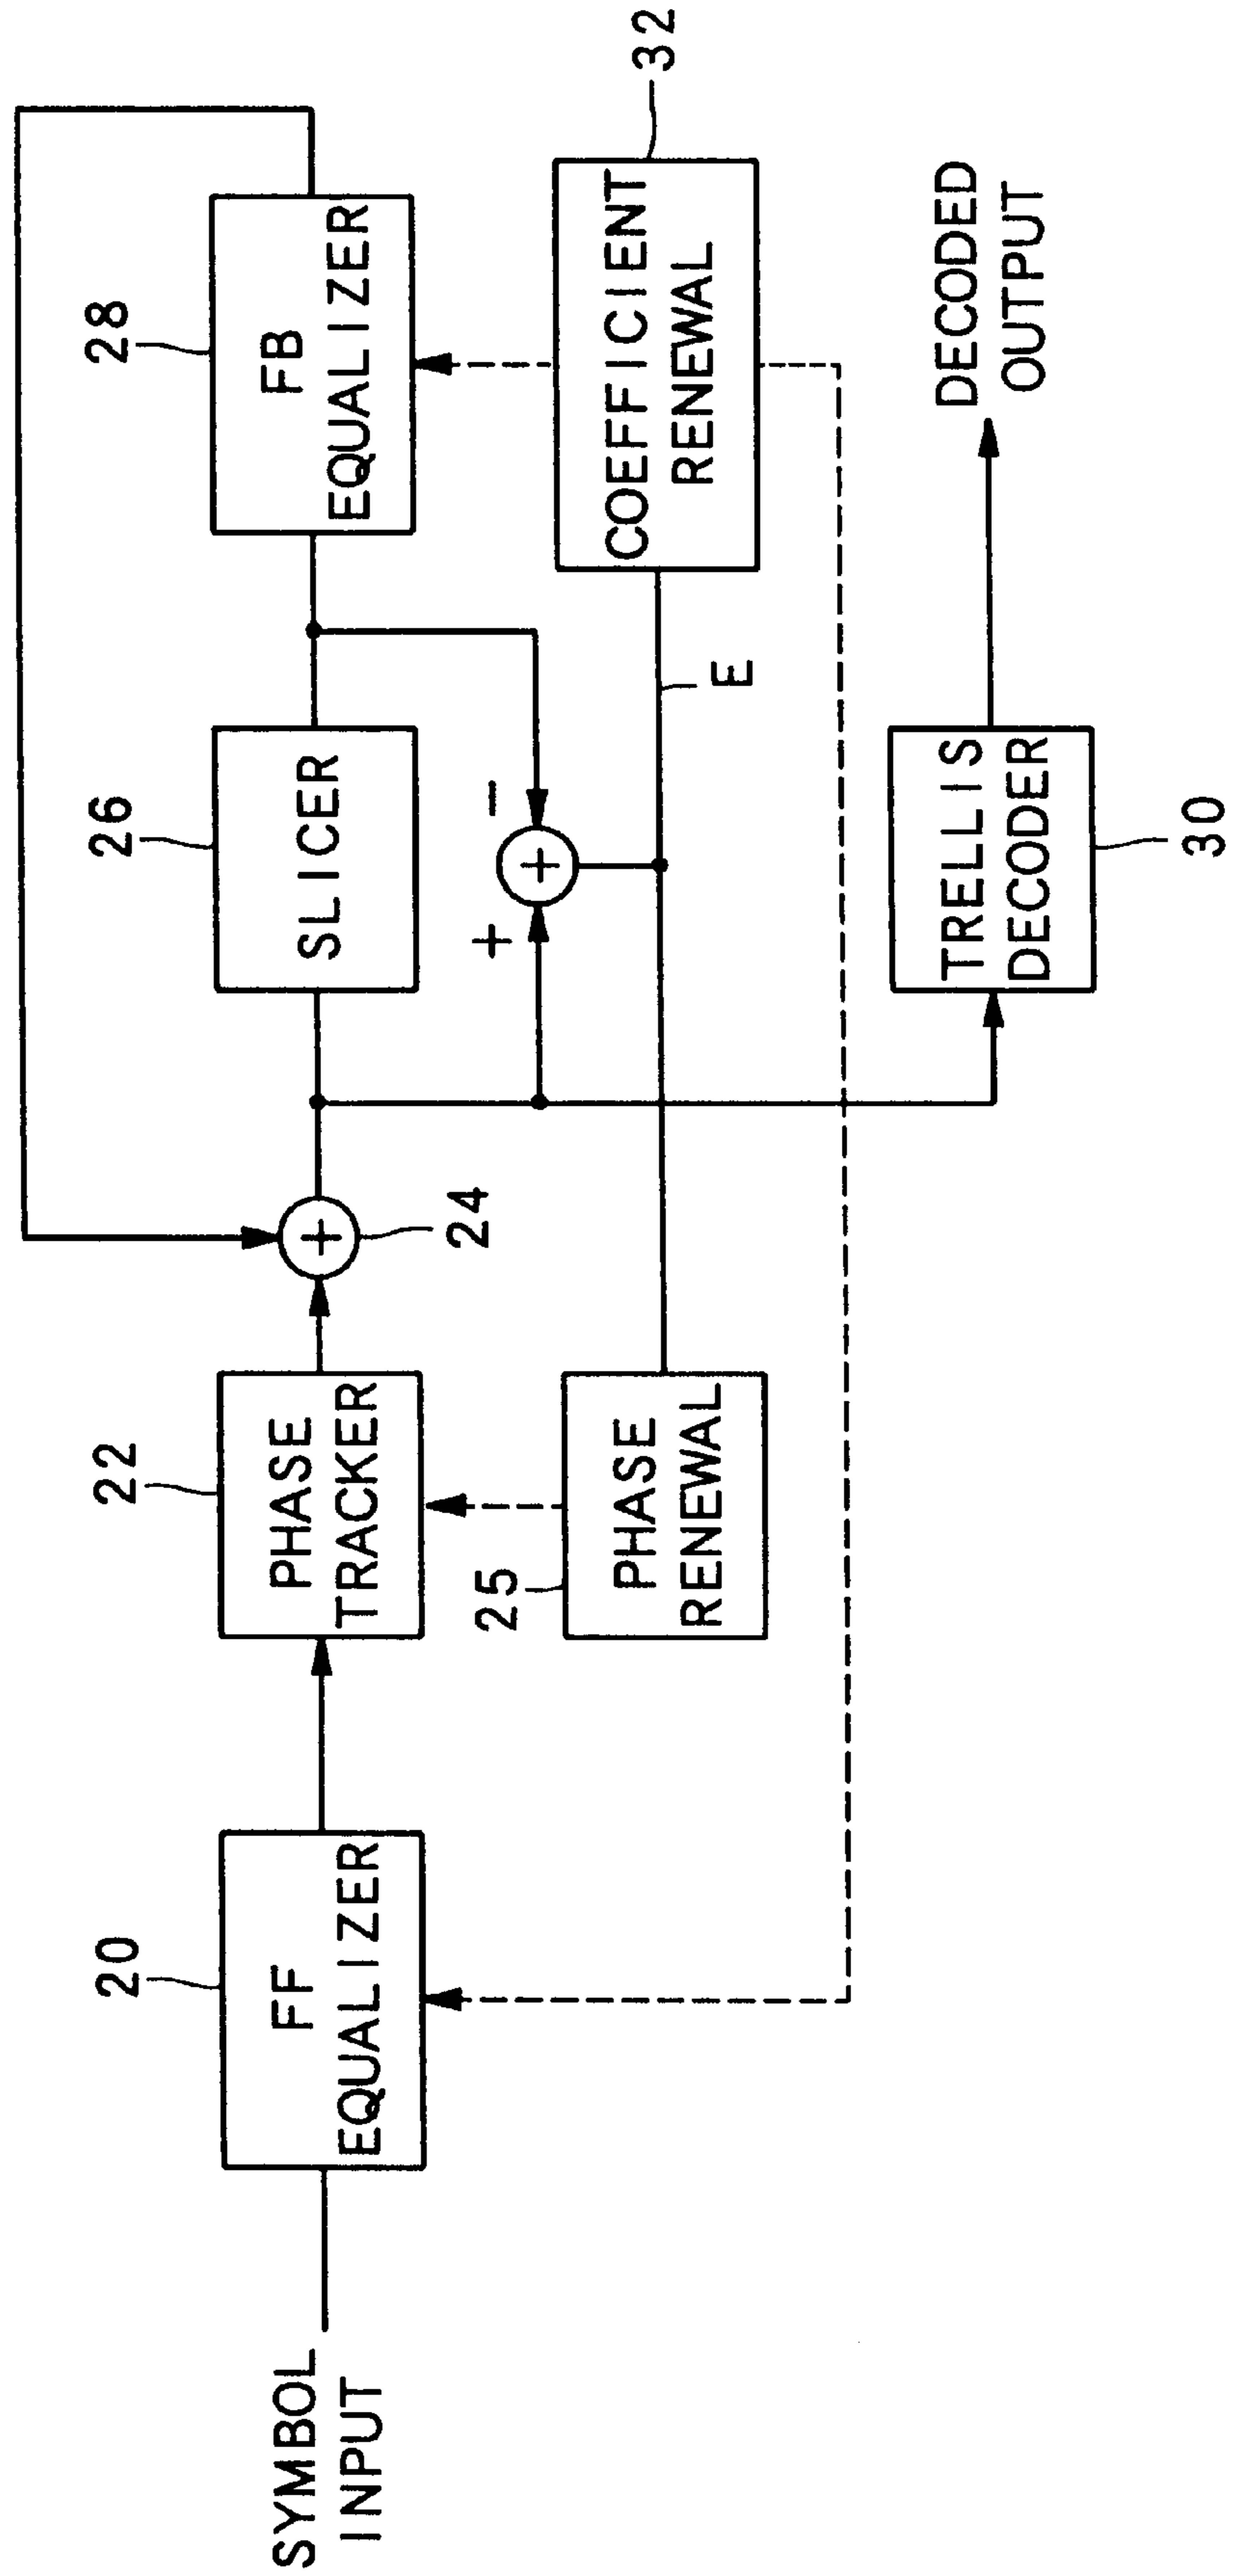 SYMBOL
INPUT
20
FF
EQUALIZER
22
PHASE
TRACKER
25
PHASE
RENEWAL
+
24
26
SLICER
+
-
+
E
28
FB
EQUALIZER
32
COEFFICIENT
RENEWAL
TRELLIS
DECODER
30
DECODED
OUTPUT